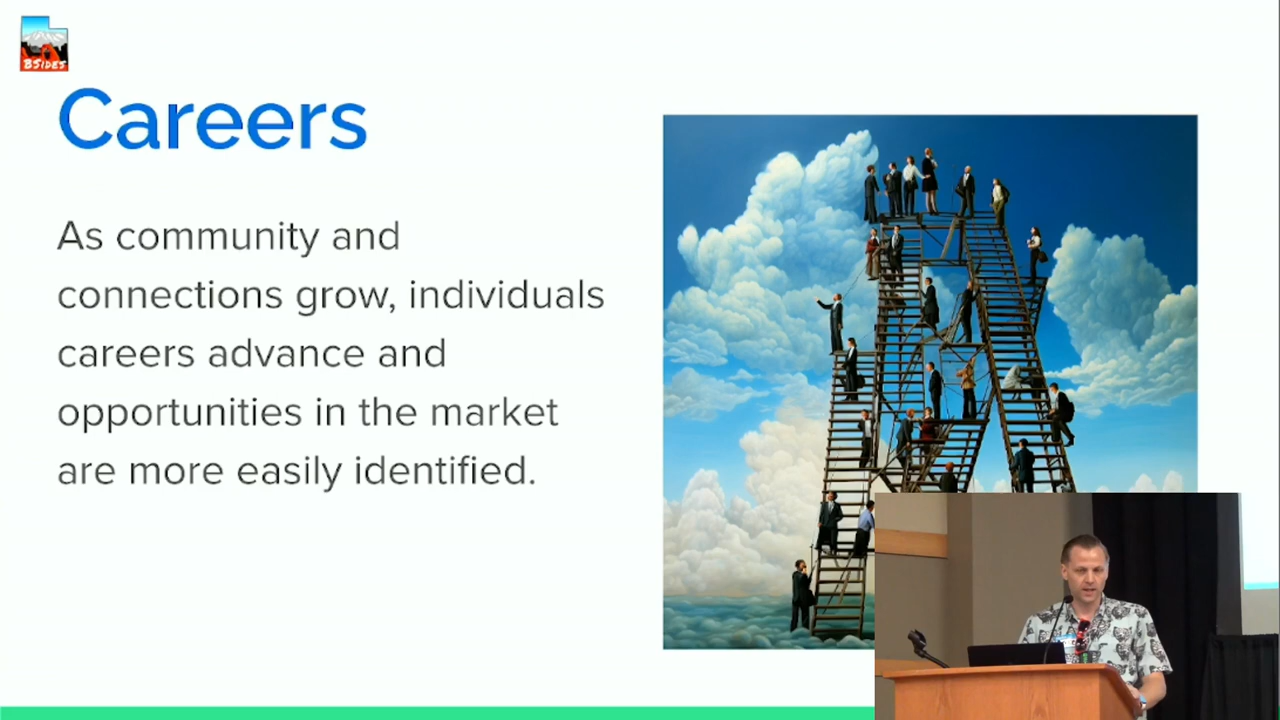 BSides
Careers
As community and
connections grow, individuals
careers advance and
opportunities in the market
are more easily identified.